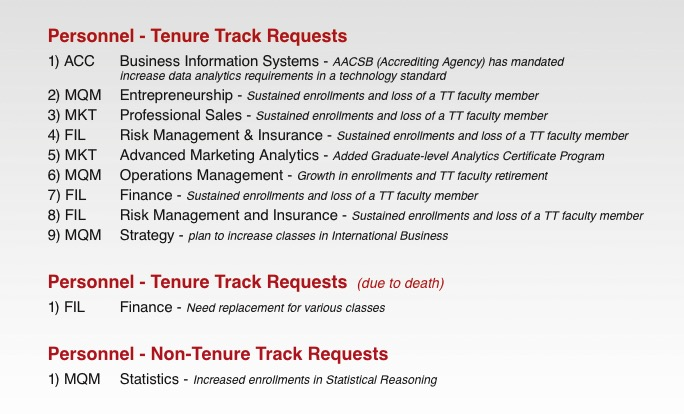 Personnel - Tenure Track Requests
1) ACC Business Information Systems - AACSB (Accrediting Agency) has mandated
increase data analytics requirements in a technology standard
2) MQM Entrepreneurship - Sustained enrollments and loss of a TT faculty member
3) MKT Professional Sales - Sustained enrollments and loss of a TT faculty member
4) FIL Risk Management & Insurance - Sustained enrollments and loss of a TT faculty member
5) MKT Advanced Marketing Analytics - Added Graduate-level Analytics Certificate Program
6) MQM Operations Management - Growth in enrollments and TT faculty retirement
7) FIL Finance - Sustained enrollments and loss of a TT faculty member
8) FIL Risk Management and Insurance - Sustained enrollments and loss of a TT faculty member
9) MQM Strategy - plan to increase classes in International Business
Personnel - Tenure Track Requests (due to death)
1) FIL Finance - Need replacement for various classes
Personnel - Non-Tenure Track Requests
1) MQM Statistics - Increased enrollments in Statistical Reasoning